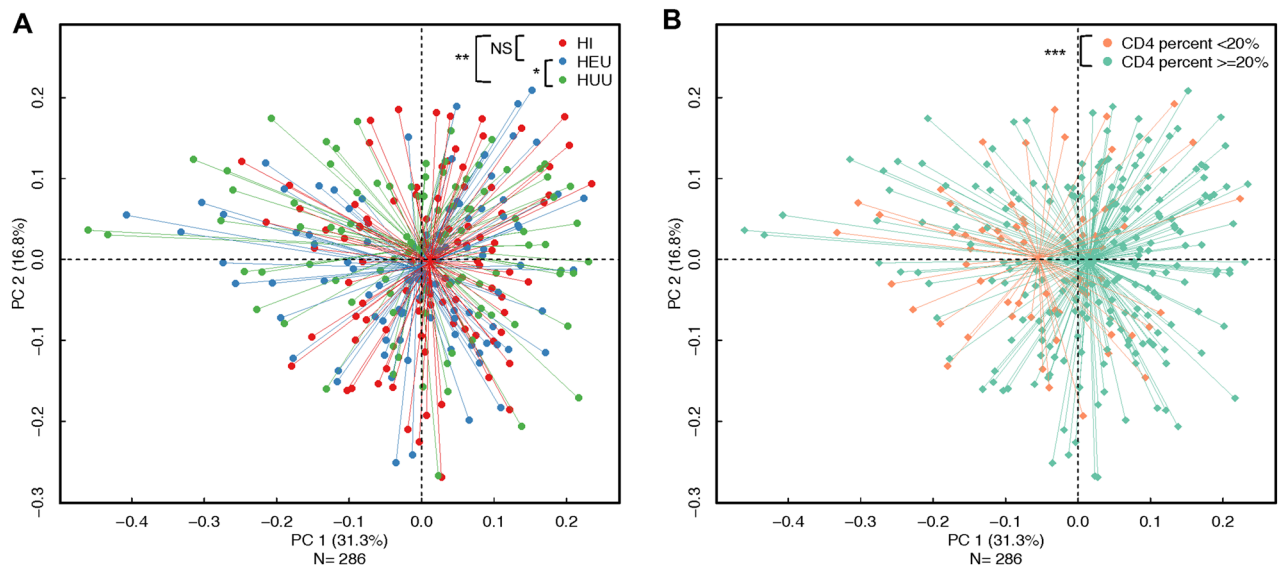 A
NS
**
*
HI
HEU
HUU
PC 2 (16.8%)
0.2
0.1
0.0
−0.1
−0.2
−0.3
−0.4
−0.3
−0.2
−0.1
0.0
0.1
0.2
PC 1 (31.3%)
N= 286
B
***
CD4 percent <20%
CD4 percent >=20%
PC 2 (16.8%)
0.2
0.1
0.0
−0.1
−0.2
−0.3
−0.4
−0.3
−0.2
−0.1
0.0
0.1
0.2
PC 1 (31.3%)
N= 286